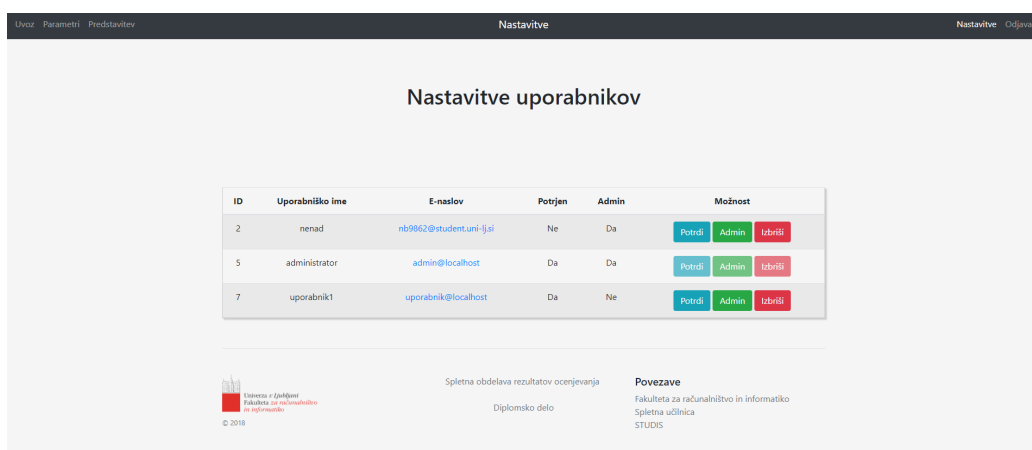 Uvoz Parametri Predstavitev Nastavitve Nastavitve Odjava
Nastavitve uporabnikov
ID Uporabniško ime E-naslov Potrjen Admin Možnost
2 nenad nb9862@student.uni-lj.si Ne Da Potrdi Admin Izbriši
5 administrator admin@localhost Da Da Potrdi Admin Izbriši
7 uporabnik1 uporabnik@localhost Da Ne Potrdi Admin Izbriši
Univerza v Ljubljani
Fakulteta za računalništvo
in informatiko
© 2018
Spletna obdelava rezultatov ocenjevanja
Diplomsko delo
Povezave
Fakulteta za računalništvo in informatiko
Spletna učilnica
STUDIS